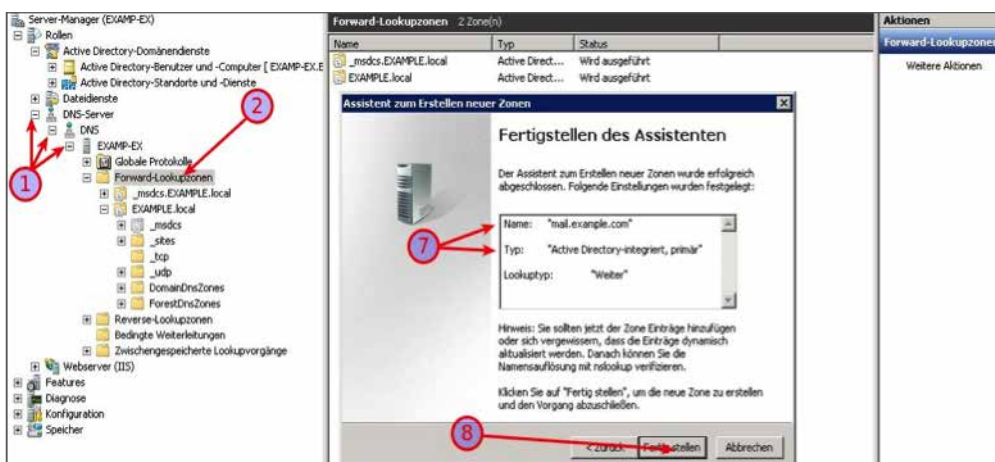 Server-Manager (EXAMP-EX)
Rollen
Active Directory-Domänendienste
Active Directory-Benutzer und -Computer [ EXAMP-EX.E
Active Directory-Standorte und -Dienste
Dateidienste
DNS-Server
DNS
EXAMP-EX
Globale Protokolle
Forward-Lookupzonen
_msdcs.EXAMPLE.local
EXAMPLE.local
_msdcs
_sites
_tcp
_udp
DomainDnsZones
ForestDnsZones
Reverse-Lookupzonen
Bedingte Weiterleitungen
Zwischengespeicherte Lookupvorgänge
Webserver (IIS)
Features
Diagnose
Konfiguration
Speicher
1
2
Forward-Lookupzonen 2 Zone(n)
Name Typ Status
_msdcs.EXAMPLE.local Active Direct... Wird ausgeführt
EXAMPLE.local Active Direct... Wird ausgeführt
Assistent zum Erstellen neuer Zonen
Fertigstellen des Assistenten
Der Assistent zum Erstellen neuer Zonen wurde erfolgreich
abgeschlossen. Folgende Einstellungen wurden festgelegt:
Name: "mail.example.com"
Typ: "Active Directory-integriert, primär"
Lookuptyp: "Weiter"
7
Hinweis: Sie sollten jetzt der Zone Einträge hinzufügen
oder sich vergewissern, dass die Einträge dynamisch
aktualisiert werden. Danach können Sie die
Namensauflösung mit nslookup verifizieren.
Klicken Sie auf "Fertig stellen", um die neue Zone zu erstellen
und den Vorgang abzuschließen.
8
< Zurück Fertig stellen Abbrechen
Aktionen
Forward-Lookupzonen
Weitere Aktionen